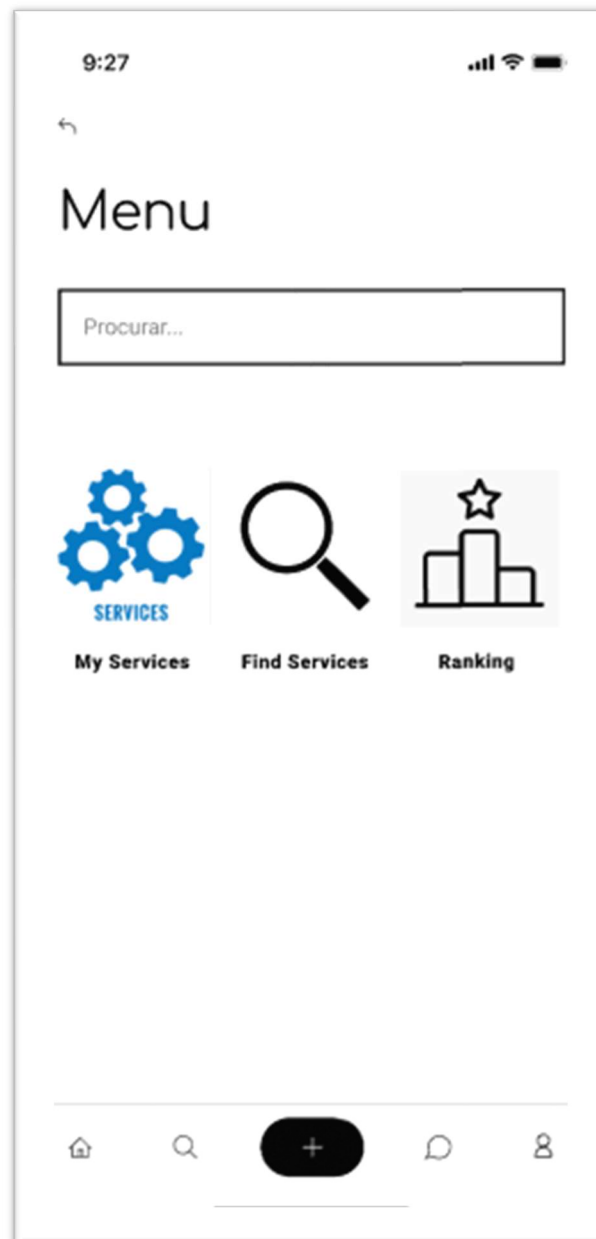 9:27
Menu
Procurar...
SERVICES
My Services
Find Services
Ranking